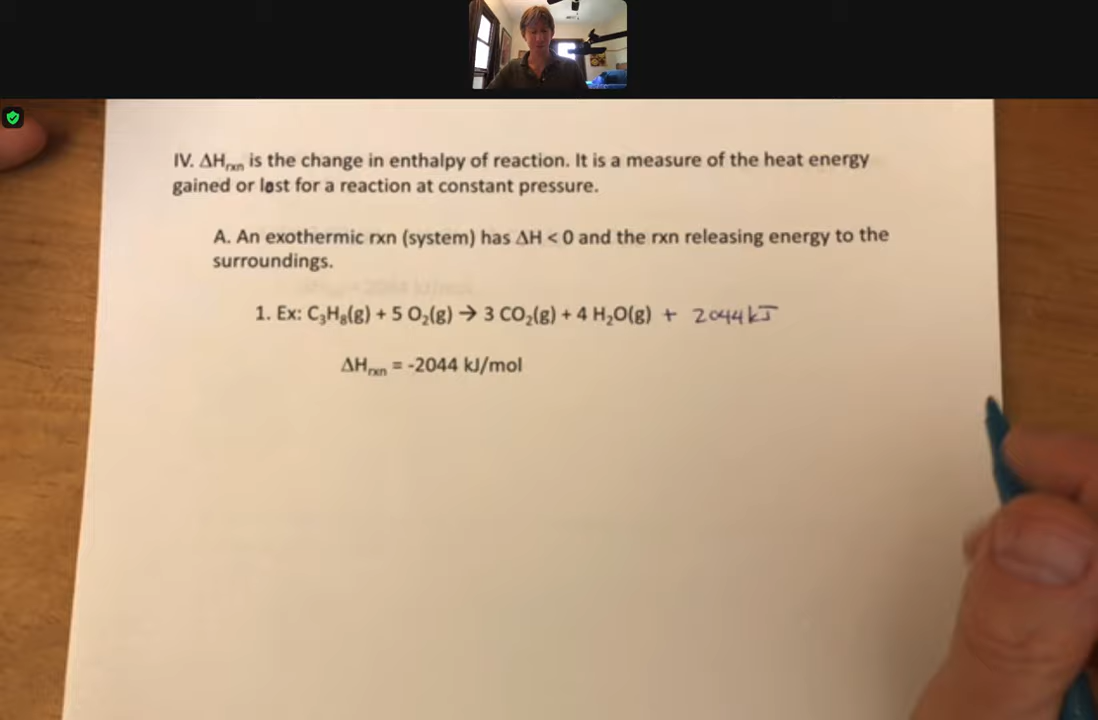 IV. ΔHrxn is the change in enthalpy of reaction. It is a measure of the heat energy
gained or lost for a reaction at constant pressure.
A. An exothermic rxn (system) has ΔH < 0 and the rxn releasing energy to the
surroundings.
1. Ex: C₃H₈(g) + 5 O₂(g) → 3 CO₂(g) + 4 H₂O(g) + 2044 kJ
ΔHrxn = -2044 kJ/mol